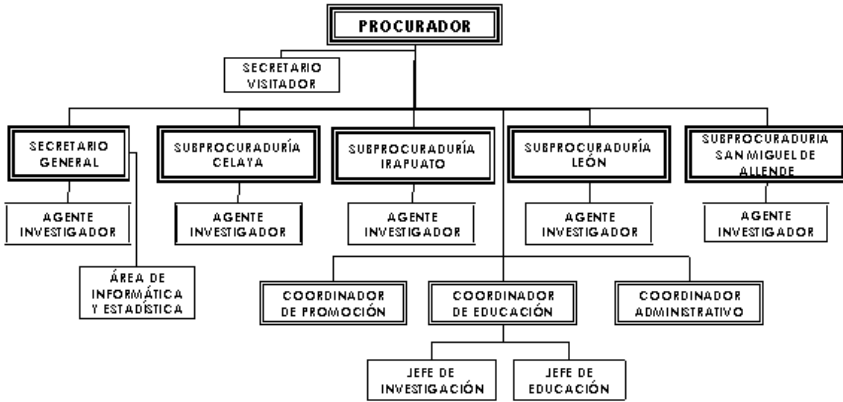 PROCURADOR
SECRETARIO
VISITADOR
SECRETARIO
GENERAL
SUBPROCURADURÍA
CELAYA
SUBPROCURADURÍA
IRAPUATO
SUBPROCURADURÍA
LEÓN
SUBPROCURADURIA
SAN MIGUEL DE
ALLENDE
AGENTE
INVESTIGADOR
AGENTE
INVESTIGADOR
AGENTE
INVESTIGADOR
AGENTE
INVESTIGADOR
AGENTE
INVESTIGADOR
ÁREA DE
INFORMÁTICA
Y ESTADÍSTICA
COORDINADOR
DE PROMOCIÓN
COORDINADOR
DE EDUCACIÓN
COORDINADOR
ADMINISTRATIVO
JEFE DE
INVESTIGACIÓN
JEFE DE
EDUCACIÓN